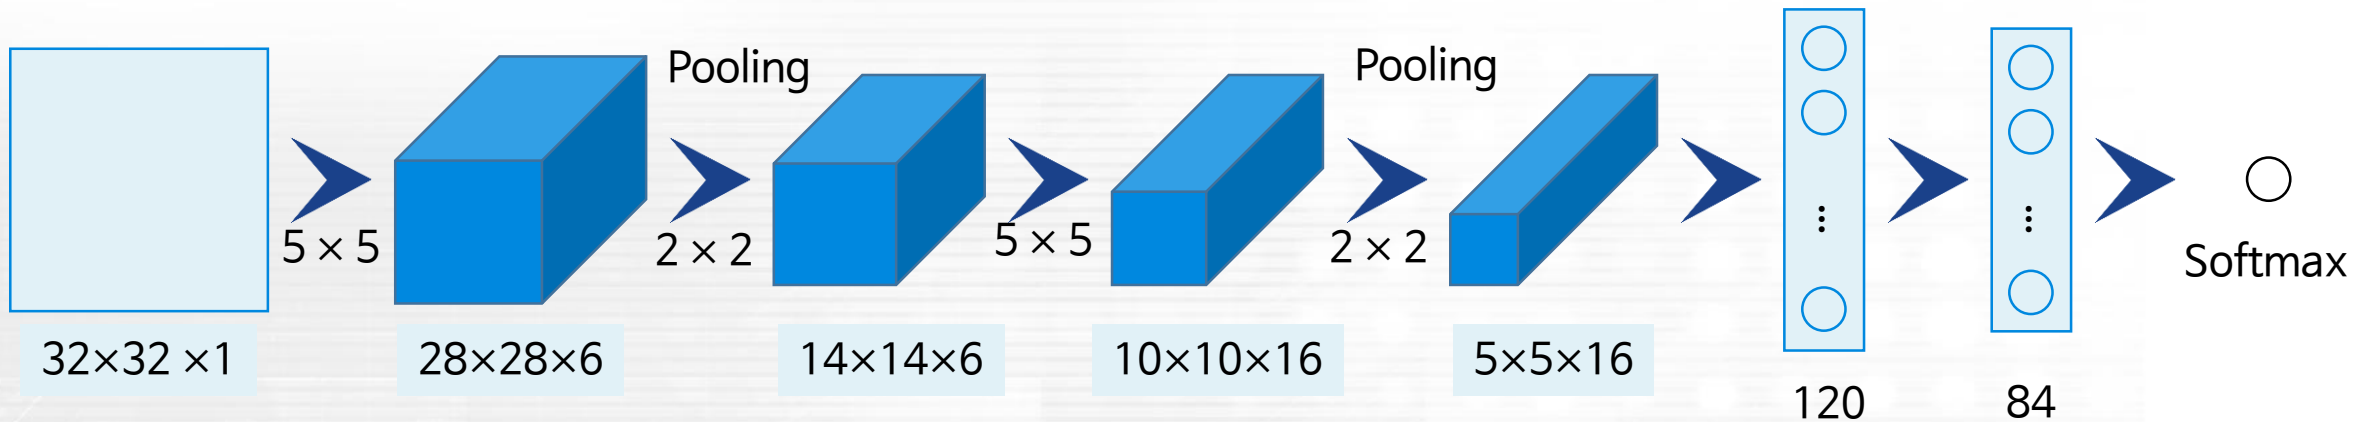 32×32 ×1
5 × 5
28×28×6
Pooling
2 × 2
14×14×6
5 × 5
10×10×16
Pooling
2 × 2
5×5×16
⋮
120
⋮
84
Softmax